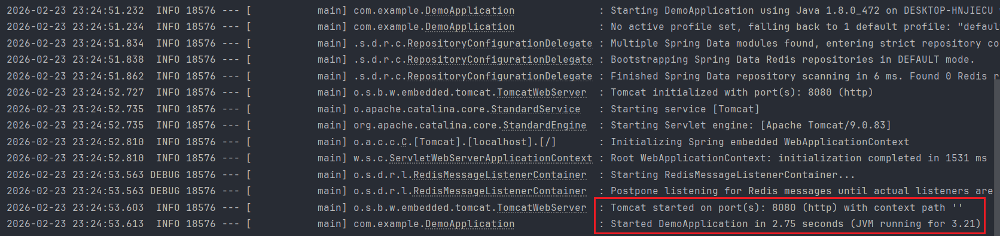 2026-02-23 23:24:51.232  INFO 18576 --- [           main] com.example.DemoApplication              : Starting DemoApplication using Java 1.8.0_472 on DESKTOP-HNJIECU
2026-02-23 23:24:51.234  INFO 18576 --- [           main] com.example.DemoApplication              : No active profile set, falling back to 1 default profile: "defaul
2026-02-23 23:24:51.834  INFO 18576 --- [           main] .s.d.r.c.RepositoryConfigurationDelegate : Multiple Spring Data modules found, entering strict repository co
2026-02-23 23:24:51.838  INFO 18576 --- [           main] .s.d.r.c.RepositoryConfigurationDelegate : Bootstrapping Spring Data Redis repositories in DEFAULT mode.
2026-02-23 23:24:51.862  INFO 18576 --- [           main] .s.d.r.c.RepositoryConfigurationDelegate : Finished Spring Data repository scanning in 6 ms. Found 0 Redis r
2026-02-23 23:24:52.727  INFO 18576 --- [           main] o.s.b.w.embedded.tomcat.TomcatWebServer  : Tomcat initialized with port(s): 8080 (http)
2026-02-23 23:24:52.735  INFO 18576 --- [           main] o.apache.catalina.core.StandardService   : Starting service [Tomcat]
2026-02-23 23:24:52.735  INFO 18576 --- [           main] org.apache.catalina.core.StandardEngine  : Starting Servlet engine: [Apache Tomcat/9.0.83]
2026-02-23 23:24:52.810  INFO 18576 --- [           main] o.a.c.c.C.[Tomcat].[localhost].[/]       : Initializing Spring embedded WebApplicationContext
2026-02-23 23:24:52.810  INFO 18576 --- [           main] w.s.c.ServletWebServerApplicationContext : Root WebApplicationContext: initialization completed in 1531 ms
2026-02-23 23:24:53.563 DEBUG 18576 --- [           main] o.s.d.r.l.RedisMessageListenerContainer  : Starting RedisMessageListenerContainer...
2026-02-23 23:24:53.563 DEBUG 18576 --- [           main] o.s.d.r.l.RedisMessageListenerContainer  : Postpone listening for Redis messages until actual listeners are
2026-02-23 23:24:53.603  INFO 18576 --- [           main] o.s.b.w.embedded.tomcat.TomcatWebServer  : Tomcat started on port(s): 8080 (http) with context path ''
2026-02-23 23:24:53.613  INFO 18576 --- [           main] com.example.DemoApplication              : Started DemoApplication in 2.75 seconds (JVM running for 3.21)